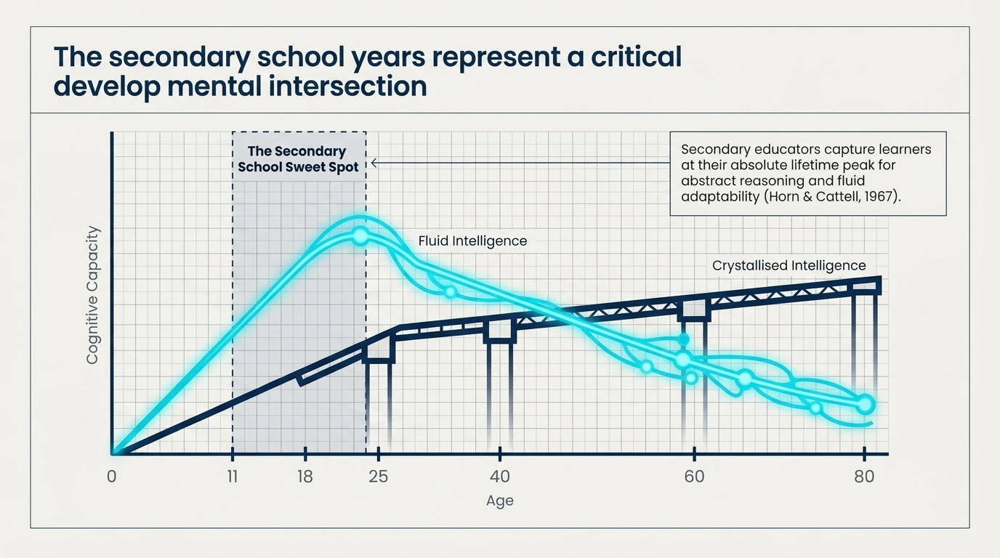 The secondary school years represent a critical
develop mental intersection
The Secondary
School Sweet Spot
Secondary educators capture learners
at their absolute lifetime peak for
abstract reasoning and fluid
adaptability (Horn & Cattell, 1967).
Fluid Intelligence
Crystallised Intelligence
Cognitive Capacity
0
11
18
25
40
60
80
Age